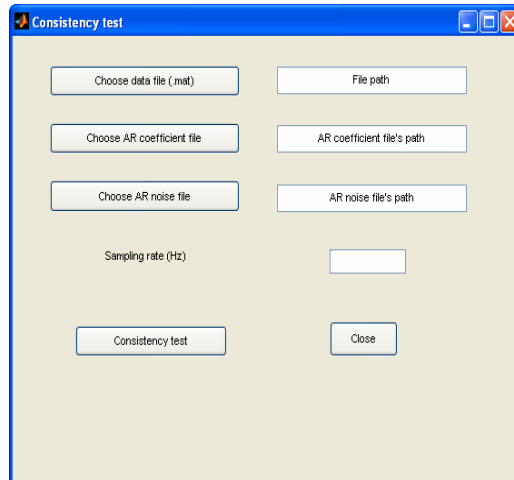 Consistency test
Choose data file (.mat)
File path
Choose AR coefficient file
AR coefficient file's path
Choose AR noise file
AR noise file's path
Sampling rate (Hz)
Consistency test
Close